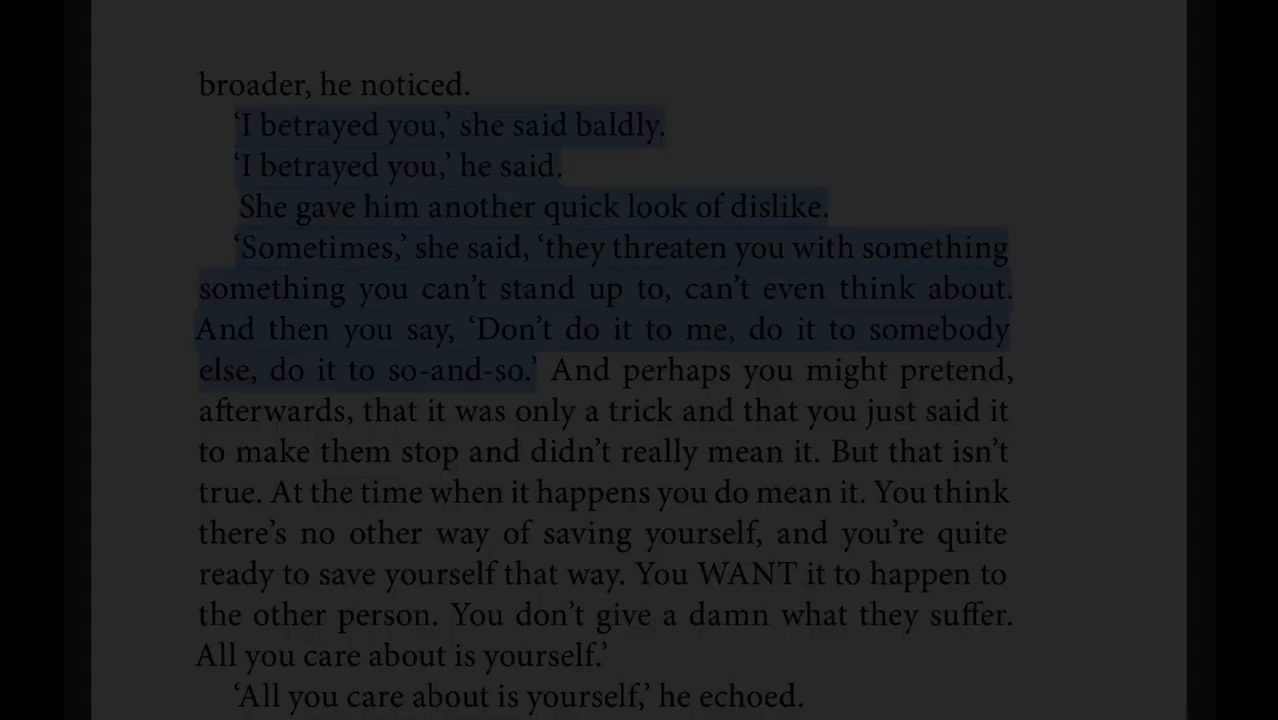 broader, he noticed.
‘I betrayed you,’ she said baldly.
‘I betrayed you,’ he said.
She gave him another quick look of dislike.
‘Sometimes,’ she said, ‘they threaten you with something
something you can’t stand up to, can’t even think about.
And then you say, ‘Don’t do it to me, do it to somebody
else, do it to so-and-so.’ And perhaps you might pretend,
afterwards, that it was only a trick and that you just said it
to make them stop and didn’t really mean it. But that isn’t
true. At the time when it happens you do mean it. You think
there’s no other way of saving yourself, and you’re quite
ready to save yourself that way. You WANT it to happen to
the other person. You don’t give a damn what they suffer.
All you care about is yourself.’
‘All you care about is yourself,’ he echoed.